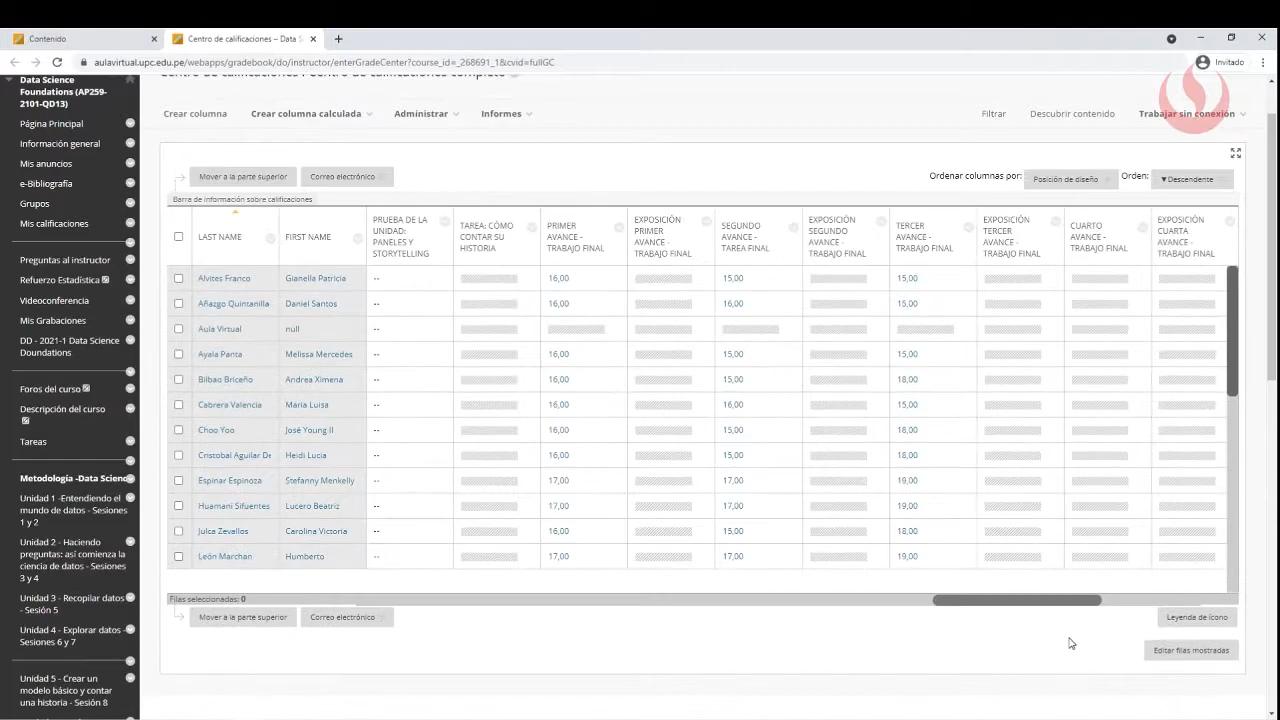 Contenido
Centro de calificaciones – Data S
aulavirtual.upc.edu.pe/webapps/gradebook/do/instructor/enterGradeCenter?course_id=_268691_1&cvid=fullGC
Invitado
Data Science
Foundations (AP259-
2101-QD13)
Página Principal
Información general
Mis anuncios
e-Bibliografía
Grupos
Mis calificaciones
Preguntas al instructor
Refuerzo Estadística
Videoconferencia
Mis Grabaciones
DD - 2021-1 Data Science
Doundations
Foros del curso
Descripción del curso
Tareas
Metodología -Data Scienc
Unidad 1 -Entendiendo el
mundo de datos - Sesiones
1 y 2
Unidad 2 - Haciendo
preguntas: así comienza la
ciencia de datos - Sesiones
3 y 4
Unidad 3 - Recopilar datos
- Sesión 5
Unidad 4 - Explorar datos -
Sesiones 6 y 7
Unidad 5 - Crear un
modelo básico y contar
una historia - Sesión 8
Crear columna Crear columna calculada Administrar Informes Filtrar Descubrir contenido Trabajar sin conexión
Mover a la parte superior Correo electrónico Ordenar columnas por: Posición de diseño Orden: ▼Descendente
Barra de información sobre calificaciones
LAST NAME
FIRST NAME
PRUEBA DE LA
UNIDAD:
PANELES Y
STORYTELLING
TAREA: CÓMO
CONTAR SU
HISTORIA
PRIMER
AVANCE -
TRABAJO FINAL
EXPOSICIÓN
PRIMER
AVANCE -
TRABAJO FINAL
SEGUNDO
AVANCE -
TAREA FINAL
EXPOSICIÓN
SEGUNDO
AVANCE -
TRABAJO FINAL
TERCER
AVANCE -
TRABAJO FINAL
EXPOSICIÓN
TERCER
AVANCE -
TRABAJO FINAL
CUARTO
AVANCE -
TRABAJO FINAL
EXPOSICIÓN
CUARTA
AVANCE -
TRABAJO FINAL
Alvites Franco Gianella Patricia -- 16,00 15,00 15,00
Añazgo Quintanilla Daniel Santos -- 16,00 16,00 15,00
Aula Virtual null --
Ayala Panta Melissa Mercedes -- 16,00 15,00 15,00
Bilbao Briceño Andrea Ximena -- 16,00 15,00 18,00
Cabrera Valencia Maria Luisa -- 16,00 16,00 15,00
Choo Yoo José Young Il -- 16,00 15,00 18,00
Cristobal Aguilar De Heidi Lucia -- 16,00 15,00 18,00
Espinar Espinoza Stefanny Menkelly -- 17,00 17,00 19,00
Huamani Sifuentes Lucero Beatriz -- 17,00 17,00 19,00
Julca Zevallos Carolina Victoria -- 16,00 15,00 18,00
León Marchan Humberto -- 17,00 17,00 19,00
Filas seleccionadas: 0
Mover a la parte superior Correo electrónico Leyenda de ícono
Editar filas mostradas